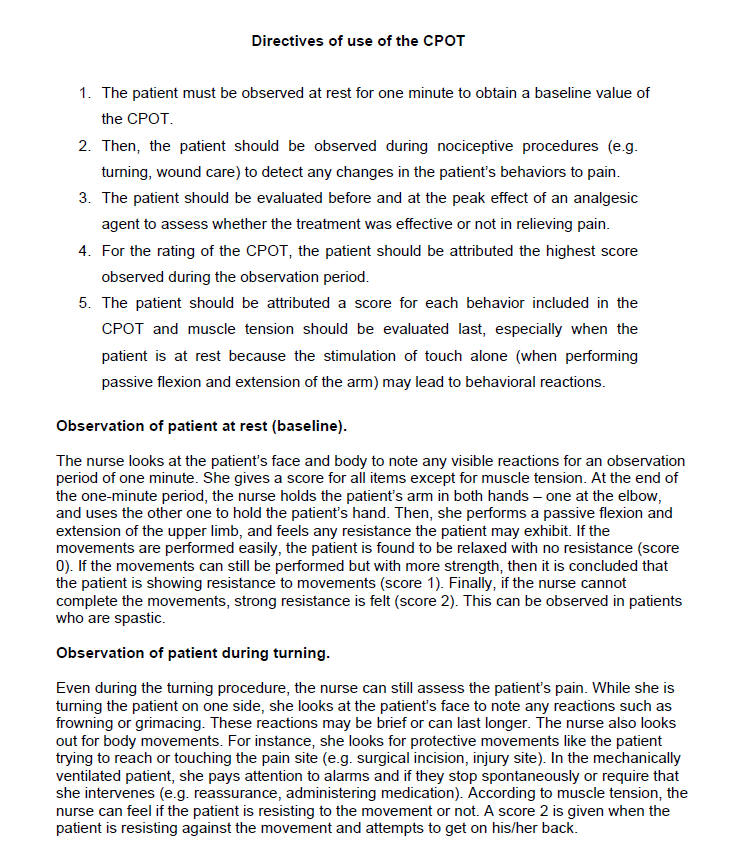 Directives of use of the CPOT
1. The patient must be observed at rest for one minute to obtain a baseline value of
the CPOT.
2. Then, the patient should be observed during nociceptive procedures (e.g.
turning, wound care) to detect any changes in the patient's behaviors to pain.
3. The patient should be evaluated before and at the peak effect of an analgesic
agent to assess whether the treatment was effective or not in relieving pain.
4. For the rating of the CPOT, the patient should be attributed the highest score
observed during the observation period.
5. The patient should be attributed a score for each behavior included in the
CPOT and muscle tension should be evaluated last, especially when the
patient is at rest because the stimulation of touch alone (when performing
passive flexion and extension of the arm) may lead to behavioral reactions.
Observation of patient at rest (baseline).
The nurse looks at the patient's face and body to note any visible reactions for an observation
period of one minute. She gives a score for all items except for muscle tension. At the end of
the one-minute period, the nurse holds the patient's arm in both hands – one at the elbow,
and uses the other one to hold the patient's hand. Then, she performs a passive flexion and
extension of the upper limb, and feels any resistance the patient may exhibit. If the
movements are performed easily, the patient is found to be relaxed with no resistance (score
0). If the movements can still be performed but with more strength, then it is concluded that
the patient is showing resistance to movements (score 1). Finally, if the nurse cannot
complete the movements, strong resistance is felt (score 2). This can be observed in patients
who are spastic.
Observation of patient during turning.
Even during the turning procedure, the nurse can still assess the patient's pain. While she is
turning the patient on one side, she looks at the patient's face to note any reactions such as
frowning or grimacing. These reactions may be brief or can last longer. The nurse also looks
out for body movements. For instance, she looks for protective movements like the patient
trying to reach or touching the pain site (e.g. surgical incision, injury site). In the mechanically
ventilated patient, she pays attention to alarms and if they stop spontaneously or require that
she intervenes (e.g. reassurance, administering medication). According to muscle tension, the
nurse can feel if the patient is resisting to the movement or not. A score 2 is given when the
patient is resisting against the movement and attempts to get on his/her back.